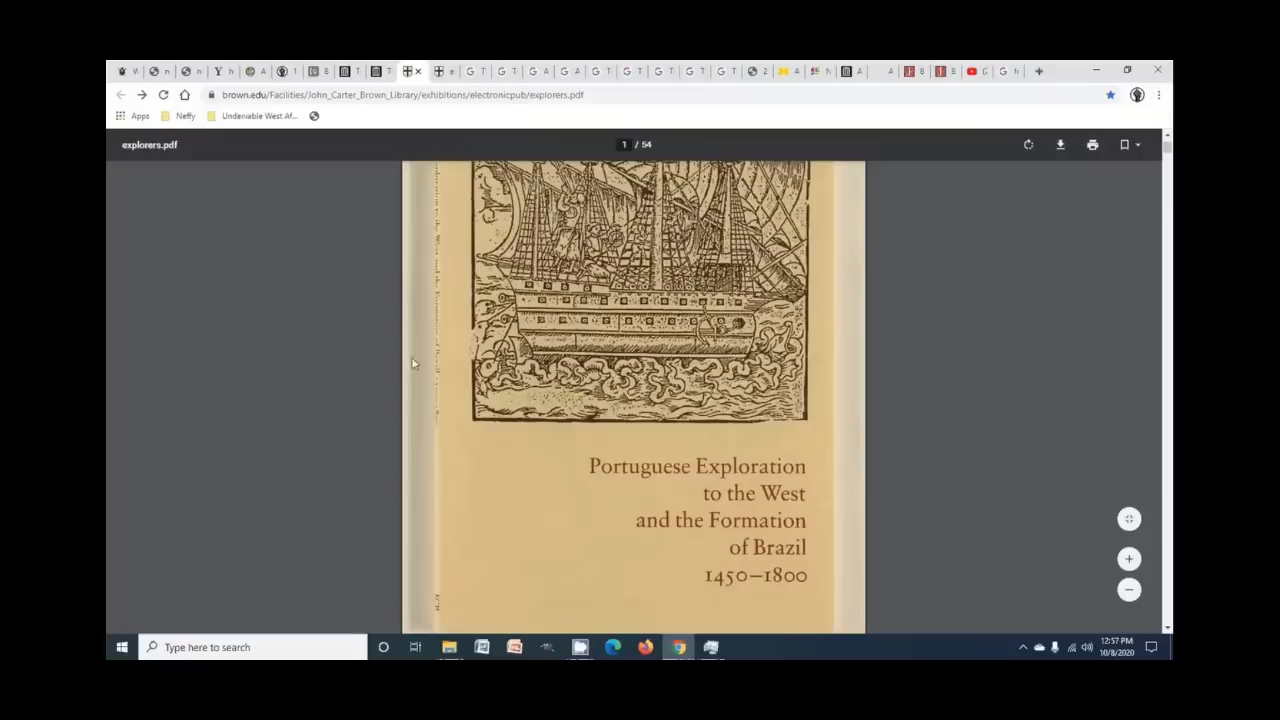 brown.edu/Facilities/John_Carter_Brown_Library/exhibitions/electronicpub/explorers.pdf
Apps Neffy Undeniable West Af...
explorers.pdf
1 / 54
Portuguese Exploration
to the West
and the Formation
of Brazil
1450–1800
Type here to search
12:57 PM
10/8/2020